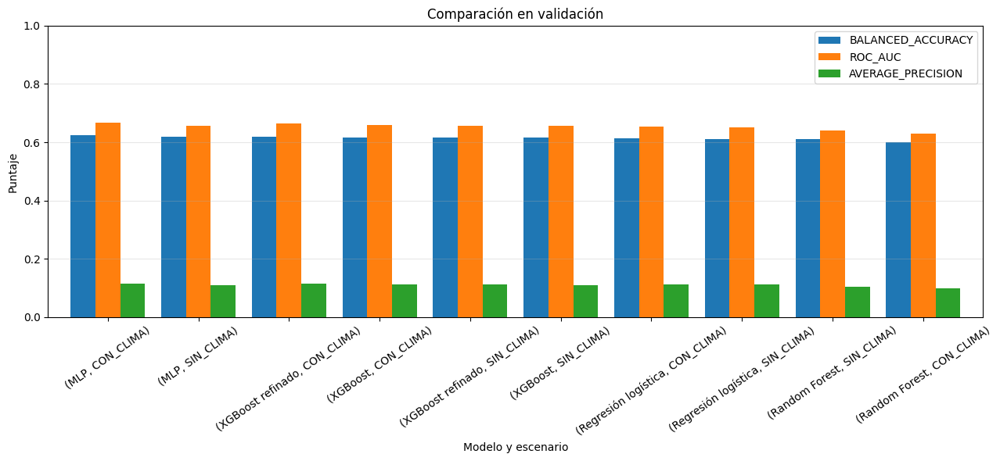 Comparación en validación
BALANCED_ACCURACY
ROC_AUC
AVERAGE_PRECISION
Puntaje
1.0
0.8
0.6
0.4
0.2
0.0
(MLP, CON_CLIMA)
(MLP, SIN_CLIMA)
(XGBoost refinado, CON_CLIMA)
(XGBoost, CON_CLIMA)
(XGBoost refinado, SIN_CLIMA)
(XGBoost, SIN_CLIMA)
(Regresión logística, CON_CLIMA)
(Regresión logística, SIN_CLIMA)
(Random Forest, SIN_CLIMA)
(Random Forest, CON_CLIMA)
Modelo y escenario